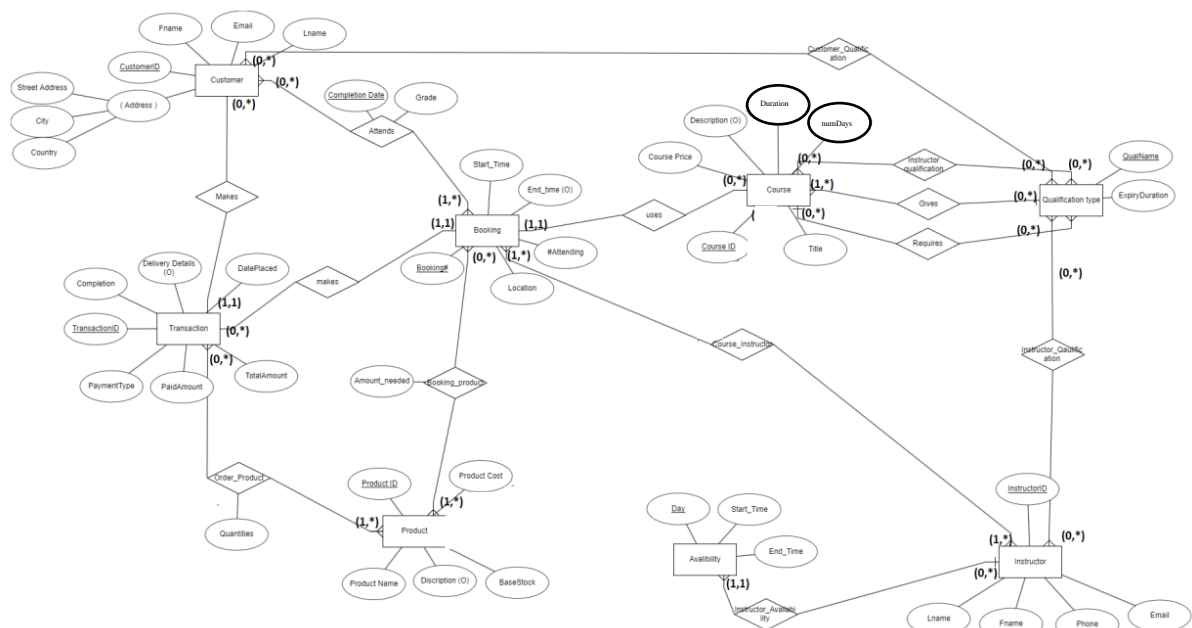 Fname
Email
Lname
CustomerID
Customer
(0,*)
(0,*)
(0,*)
Street Address
( Address )
City
Country
Customer_Qualific
ation
Completion Date
Grade
Attends
Duration
numDays
Description (O)
Course Price
Course
(0,*)
(0,*)
(1,*)
(0,*)
(
Course ID
Title
Instructor
qualification
Gives
Requires
(0,*)
(0,*)
(0,*)
(0,*)
QualName
ExpiryDuration
Qualification type
(0,*)
Makes
Start_Time
End_time (O)
(1,*)
(1,1)
(1,1)
Booking
(0,*)
(1,*)
#Attending
Booking#
Location
uses
makes
Delivery Details
(O)
DatePlaced
Completion
(1,1)
TransactionID
Transaction
(0,*)
(0,*)
PaymentType
PaidAmount
TotalAmount
Amount_needed
Booking_product
Course_Instructor
Instructor_Qaulific
ation
Order_Product
Quantities
Product ID
Product Cost
(1,*)
(1,*)
Product
Product Name
Discription (O)
BaseStock
InstructorID
Day
Start_Time
End_Time
Avalibility
(1,1)
Instructor_Availabi
lity
(1,*)
(0,*)
(0,*)
Instructor
Lname
Fname
Phone
Email